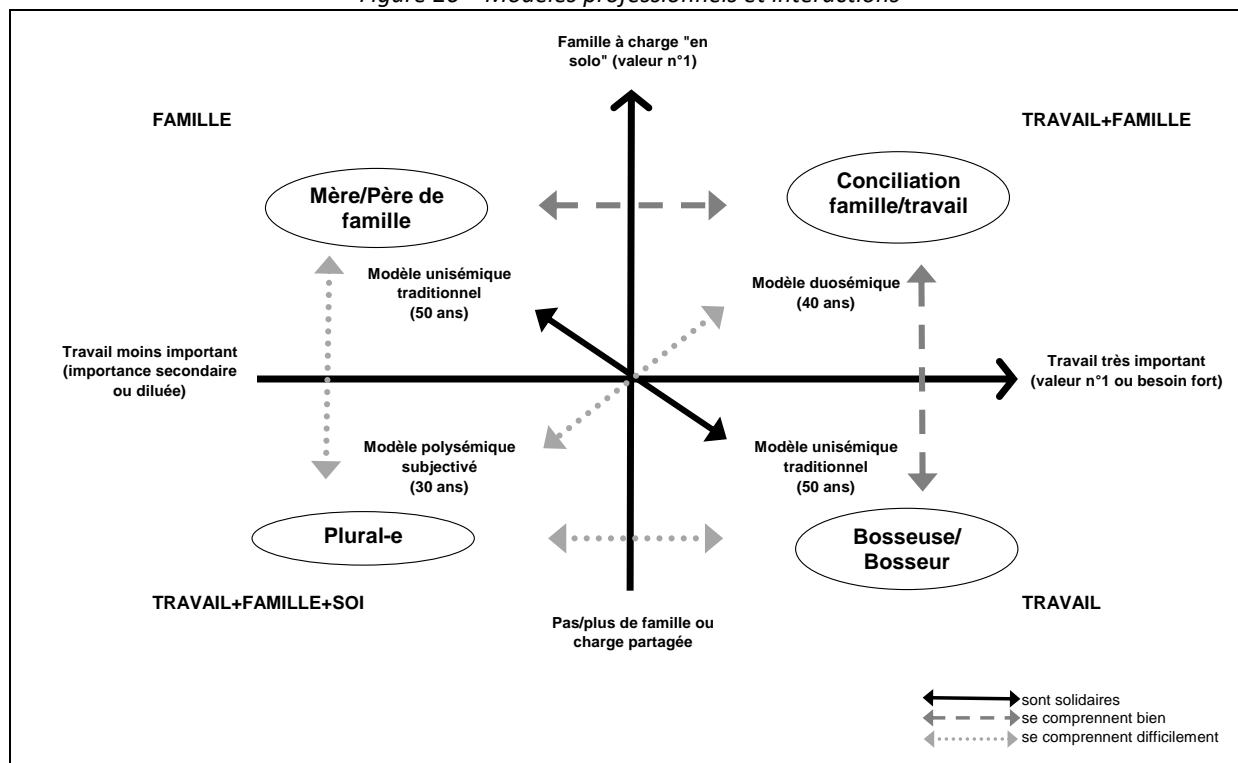 Famille à charge "en
solo" (valeur n°1)
FAMILLE
TRAVAIL+FAMILLE
Mère/Père de
famille
Conciliation
famille/travail
Modèle unisémique
traditionnel
(50 ans)
Modèle duosémique
(40 ans)
Travail moins important
(importance secondaire
ou diluée)
Travail très important
(valeur n°1 ou besoin fort)
Modèle polysémique
subjectivé
(30 ans)
Modèle unisémique
traditionnel
(50 ans)
Plural-e
Bosseuse/
Bosseur
TRAVAIL+FAMILLE+SOI
Pas/plus de famille ou
charge partagée
TRAVAIL
sont solidaires
se comprennent bien
se comprennent difficilement